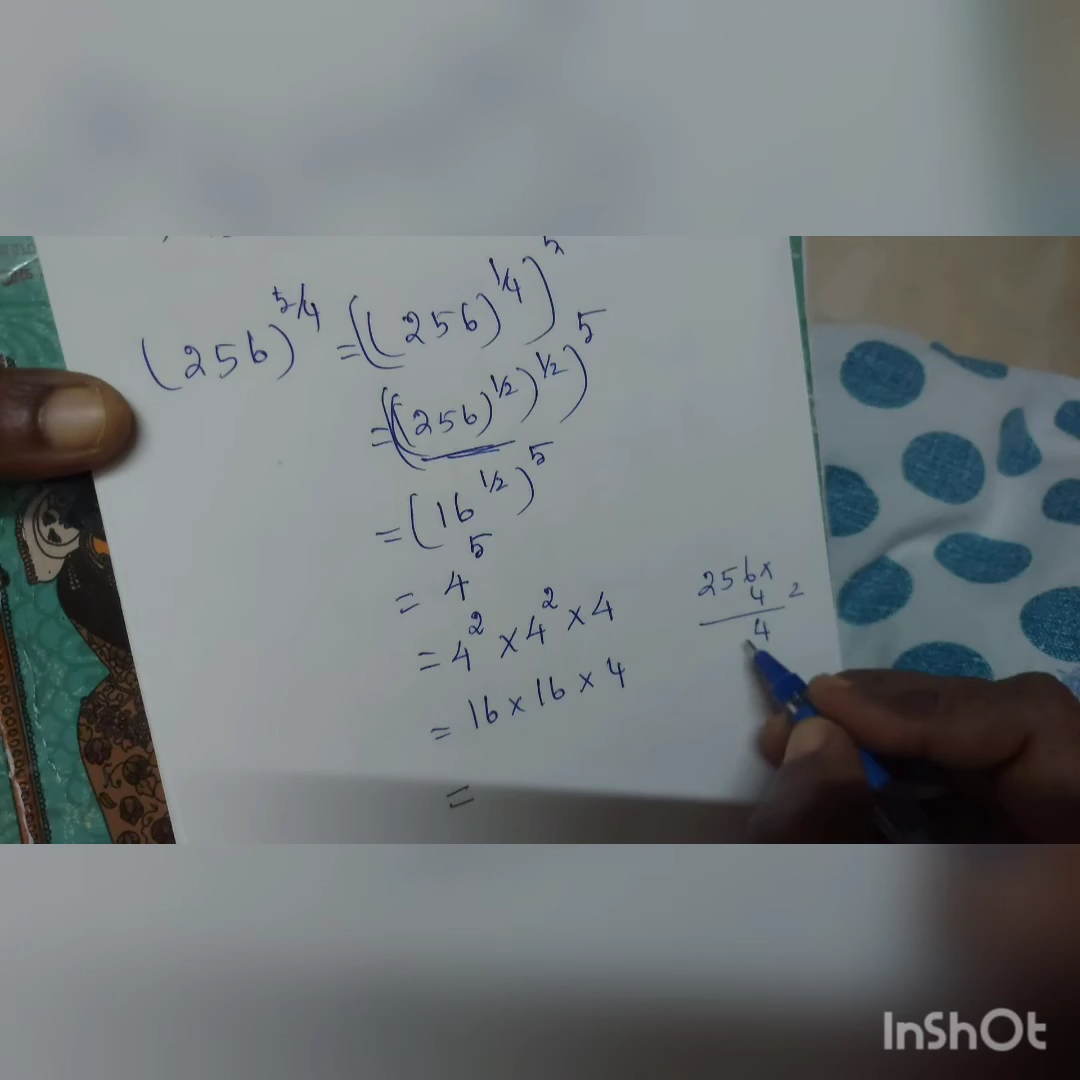 (256)^5/4 = ((256)^1/4)^5
= (((256)^1/2)^1/2)^5
= (16^1/2)^5
= 4^5
= 4^2 × 4^2 × 4
= 16 × 16 × 4
=
256 ×
4 2
4
InShOt